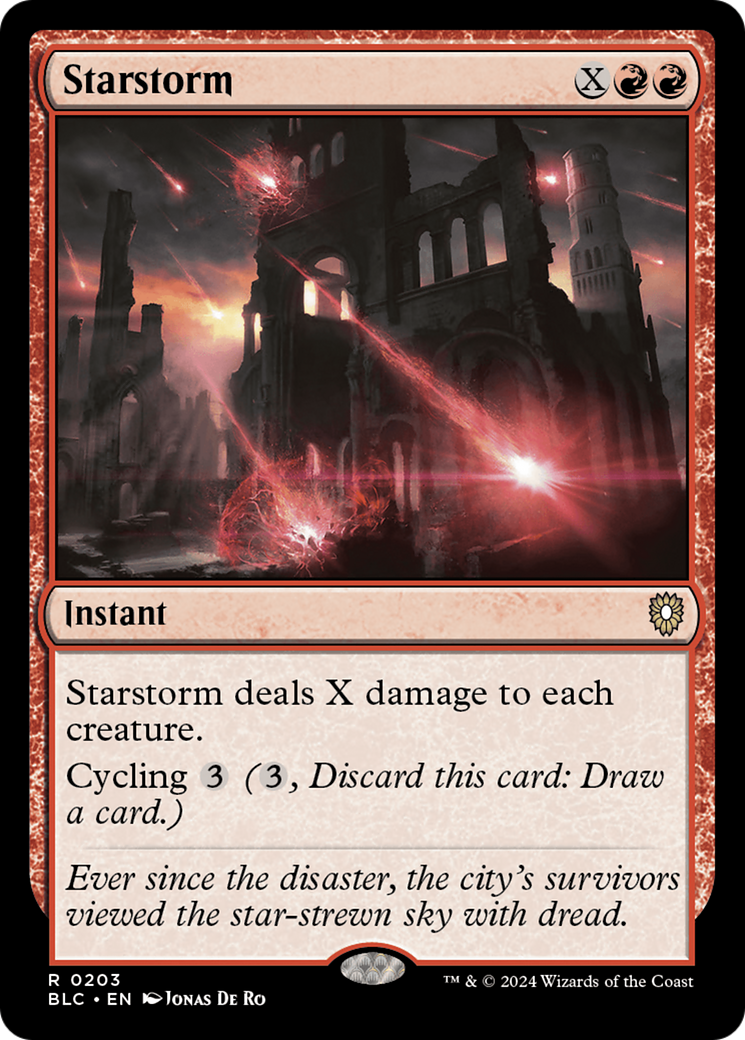 Starstorm X
Instant
Starstorm deals X damage to each
creature.
Cycling 3 (3, Discard this card: Draw
a card.)
Ever since the disaster, the city's survivors
viewed the star-strewn sky with dread.
R 0203
BLC • EN Jonas De Ro
™ & © 2024 Wizards of the Coast